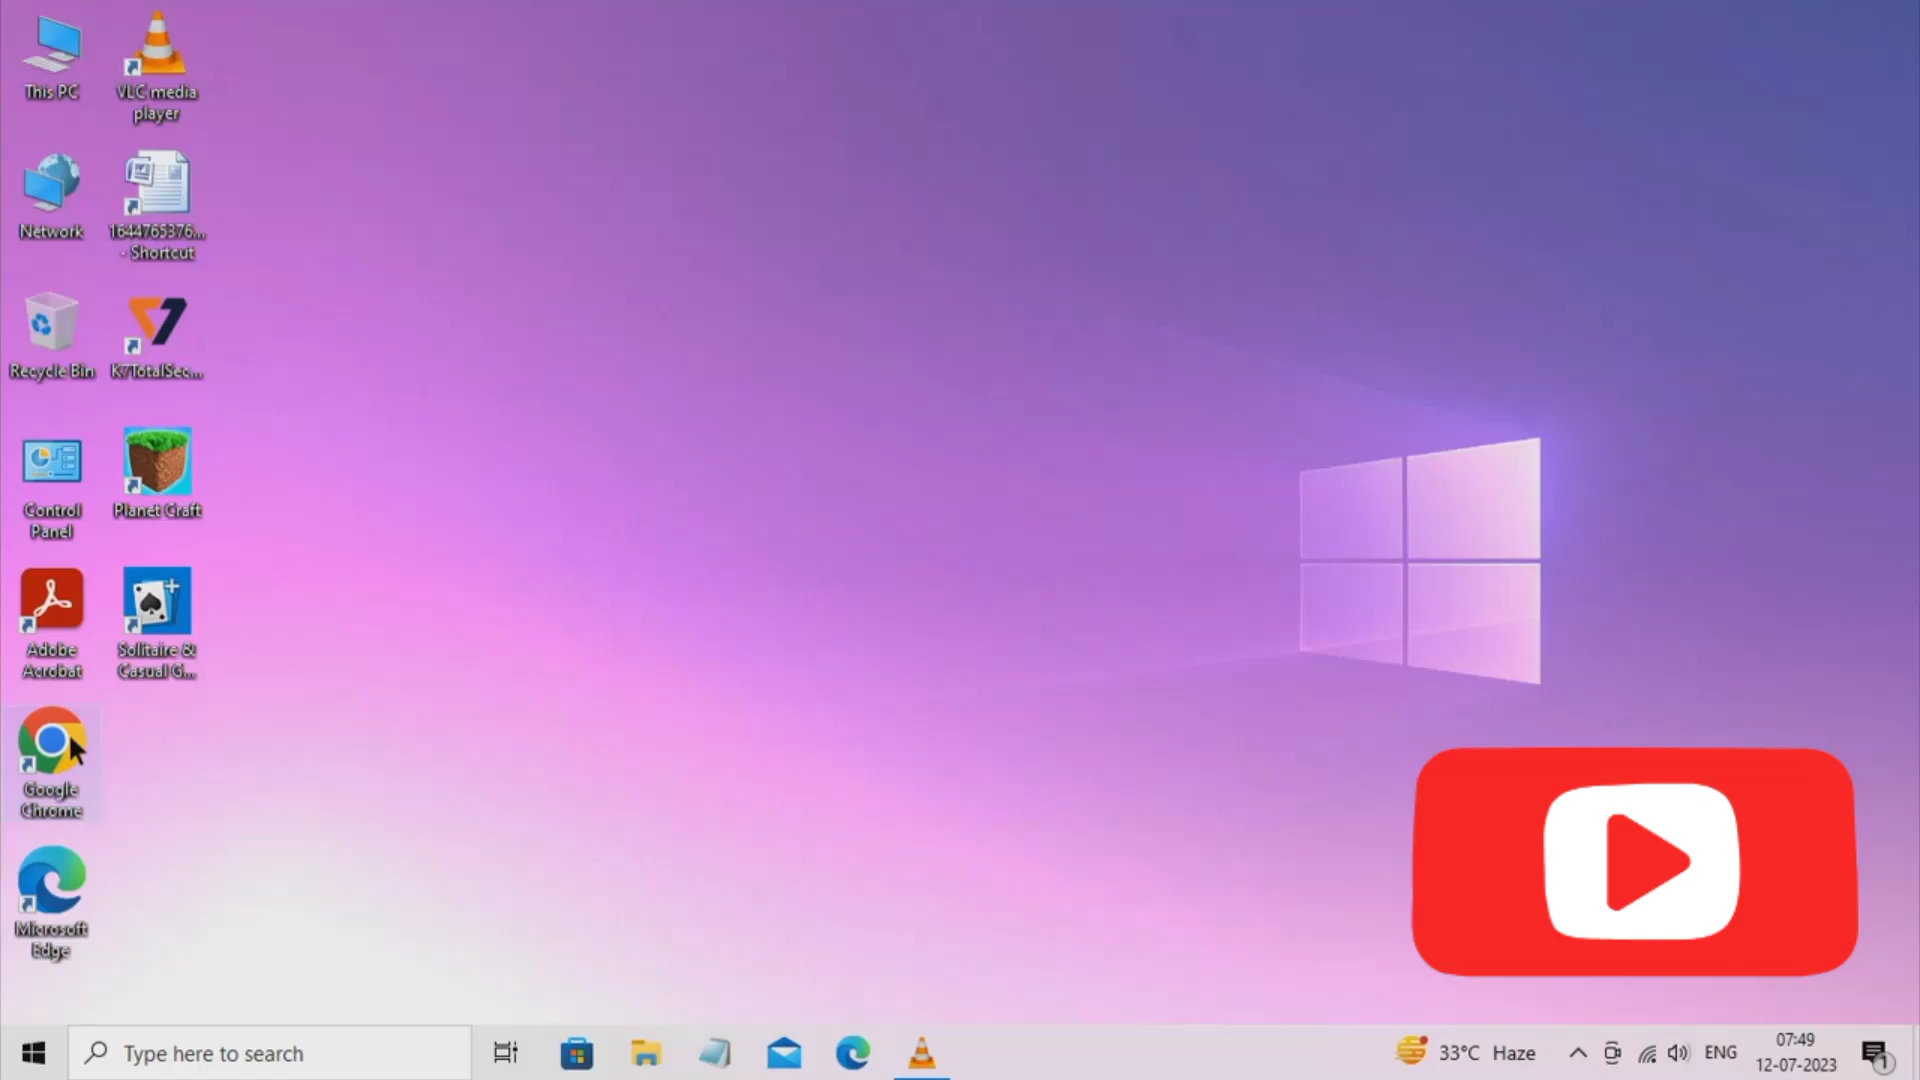 This PC
VLC media
player
Network
1644765376...
- Shortcut
Recycle Bin
K7TotalSec...
Control
Panel
Planet Craft
Adobe
Acrobat
Solitaire &
Casual G...
Google
Chrome
Microsoft
Edge
Type here to search
33°C Haze
ENG
07:49
12-07-2023
1